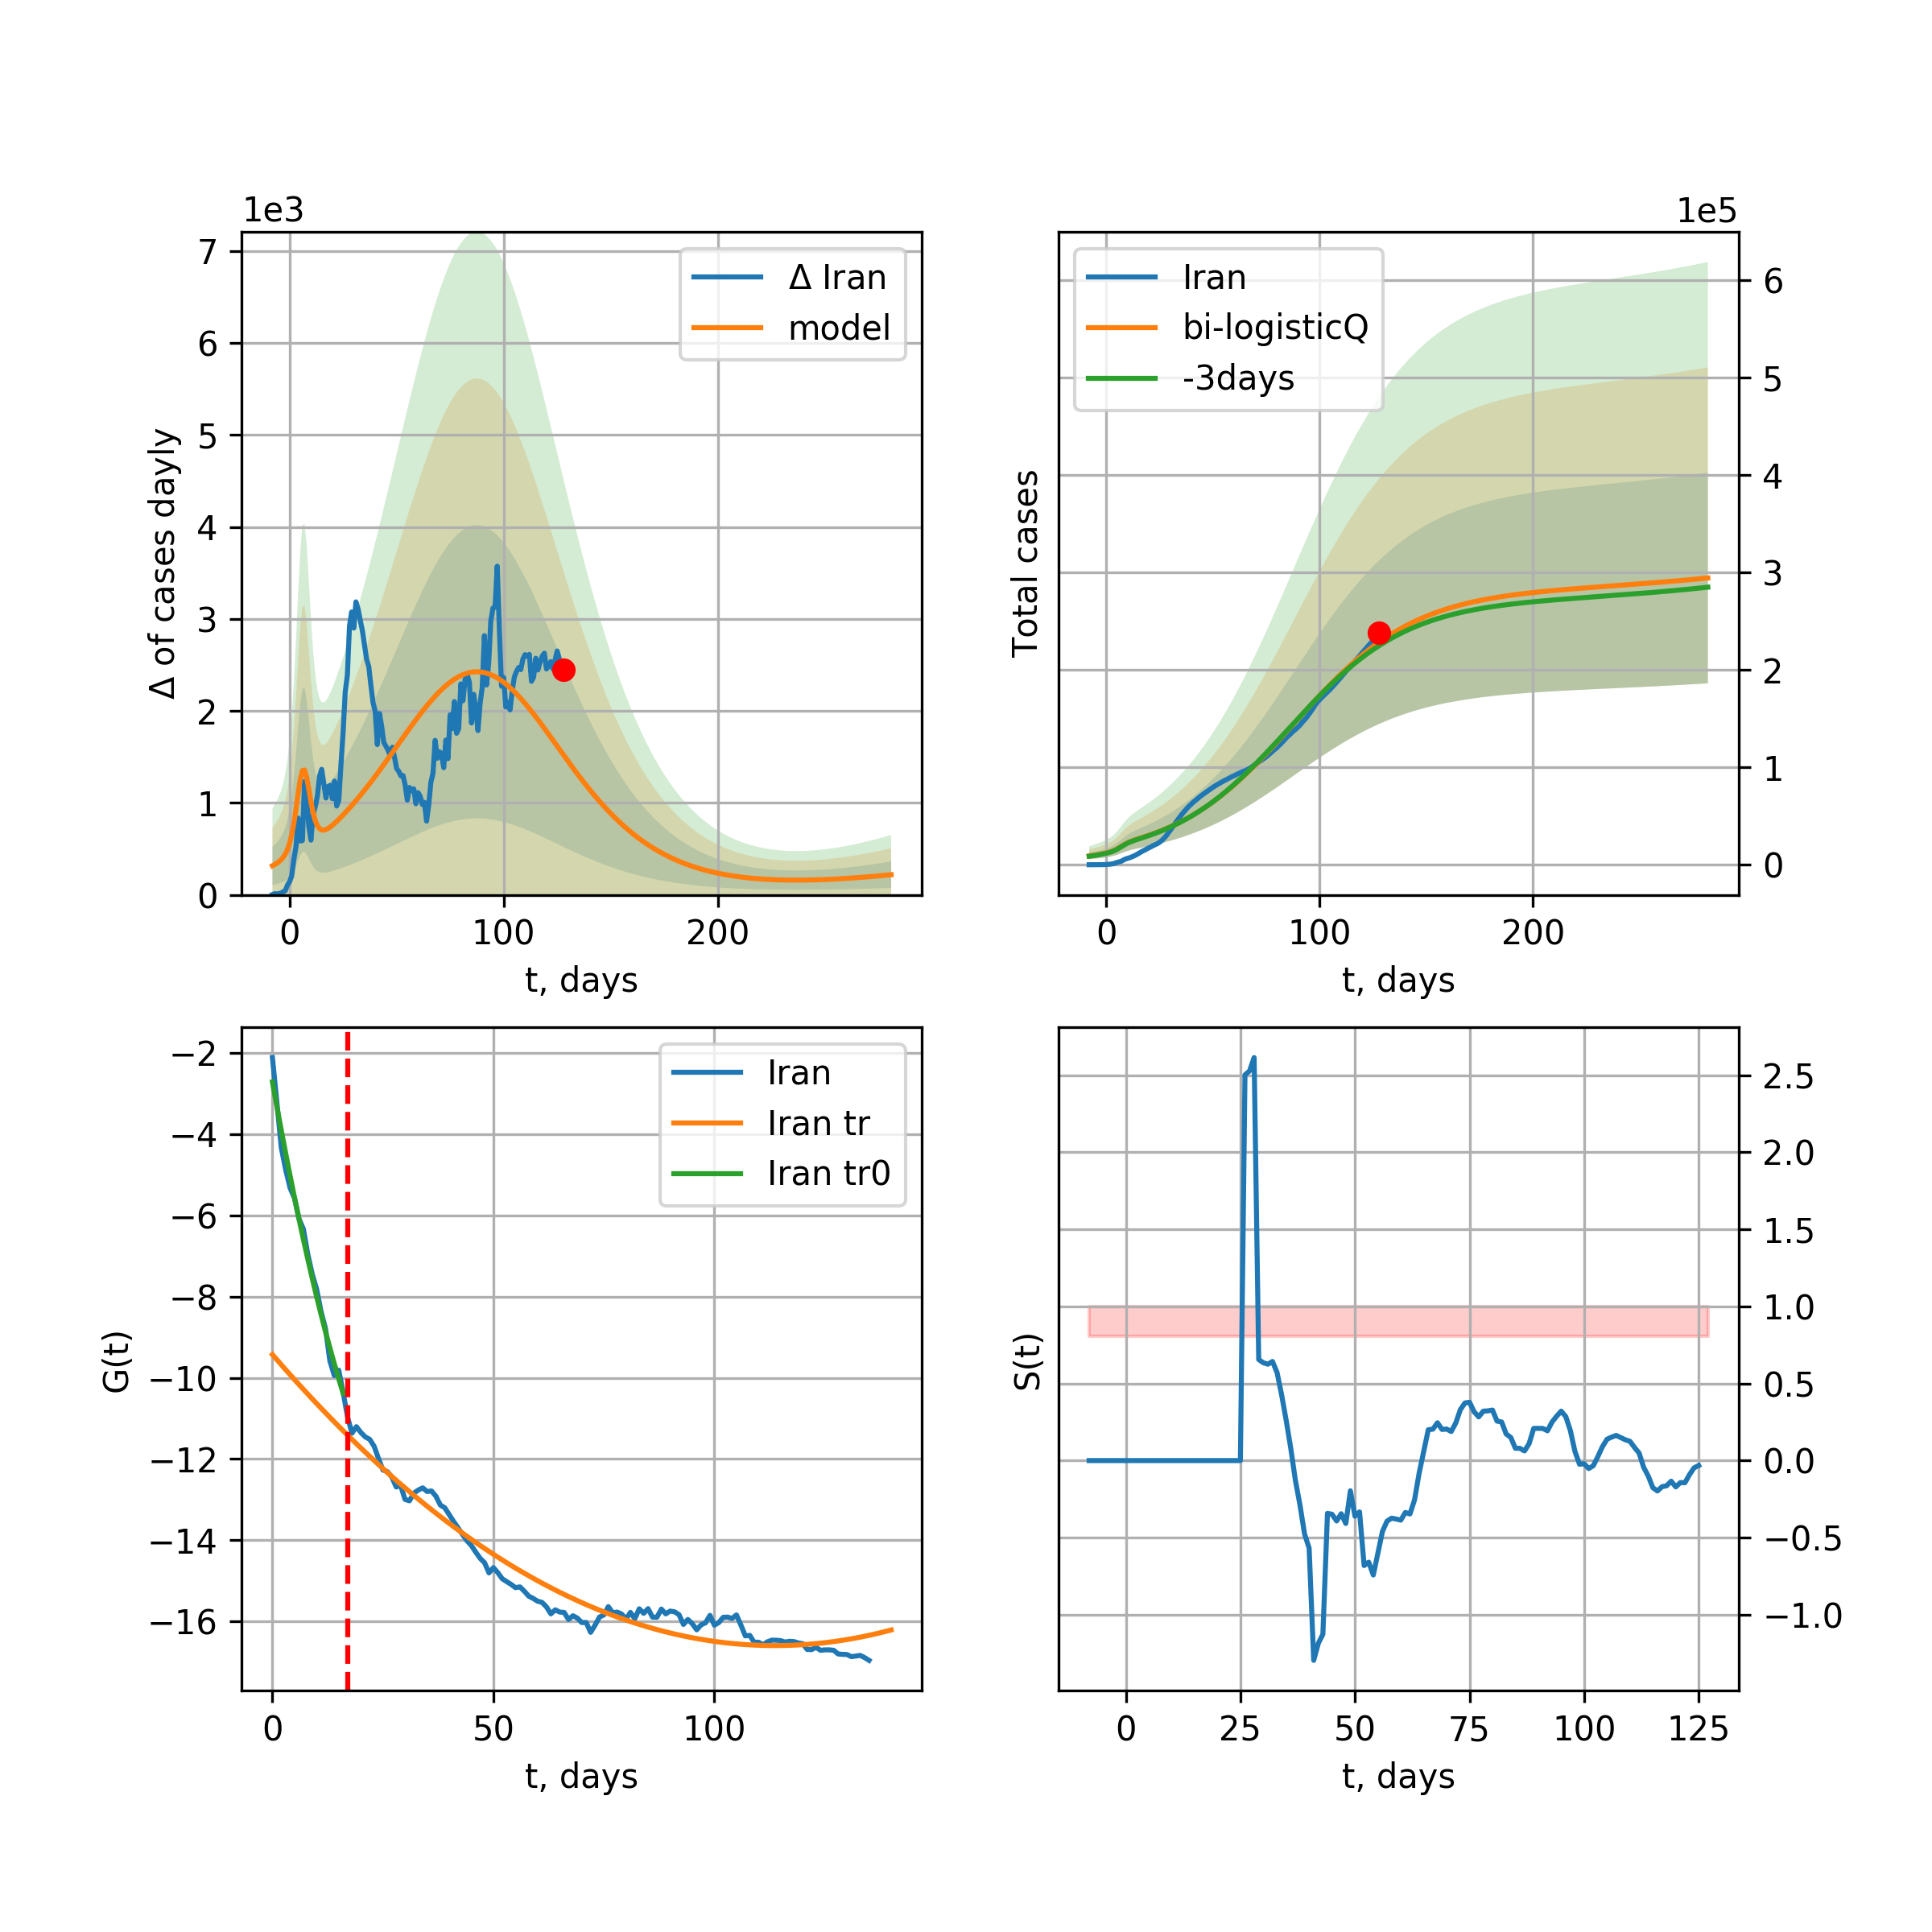 1e3
7
6
5
4
3
2
1
0
Δ of cases dayly
Δ Iran
model
0 100 200
t, days
1e5
Iran
bi-logisticQ
-3days
Total cases
6
5
4
3
2
1
0
0 100 200
t, days
−2
−4
−6
−8
−10
−12
−14
−16
G(t)
Iran
Iran tr
Iran tr0
0 50 100
t, days
S(t)
2.5
2.0
1.5
1.0
0.5
0.0
−0.5
−1.0
0 25 50 75 100 125
t, days